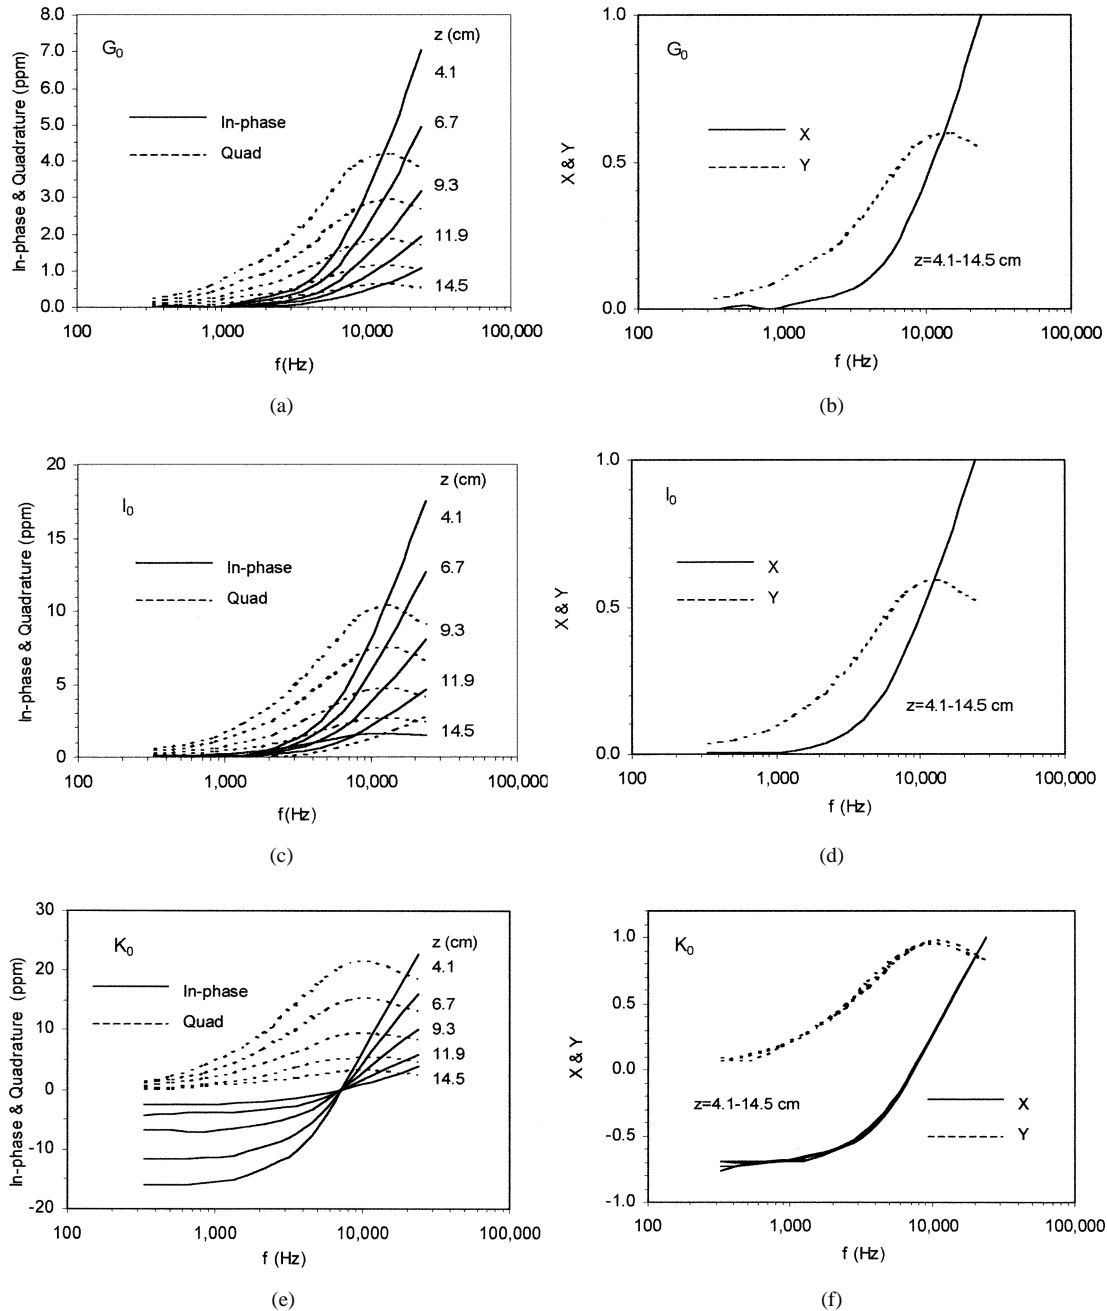 In-phase & Quadrature (ppm)
8.0
7.0
6.0
5.0
4.0
3.0
2.0
1.0
0.0
G0
In-phase
Quad
z (cm)
4.1
6.7
9.3
11.9
14.5
100
1,000
10,000
100,000
f(Hz)
(a)
X & Y
1.0
0.5
0.0
G0
X
Y
z=4.1-14.5 cm
100
1,000
10,000
100,000
f (Hz)
(b)
In-phase & Quadrature (ppm)
20
15
10
5
0
I0
In-phase
Quad
z (cm)
4.1
6.7
9.3
11.9
14.5
100
1,000
10,000
100,000
f(Hz)
(c)
X & Y
1.0
0.5
0.0
I0
X
Y
z=4.1-14.5 cm
100
1,000
10,000
100,000
f (Hz)
(d)
In-phase & Quadrature (ppm)
30
20
10
0
-10
-20
K0
In-phase
Quad
z (cm)
4.1
6.7
9.3
11.9
14.5
100
1,000
10,000
100,000
f (Hz)
(e)
X & Y
1.0
0.5
0.0
-0.5
-1.0
K0
z=4.1-14.5 cm
X
Y
100
1,000
10,000
100,000
f (Hz)
(f)